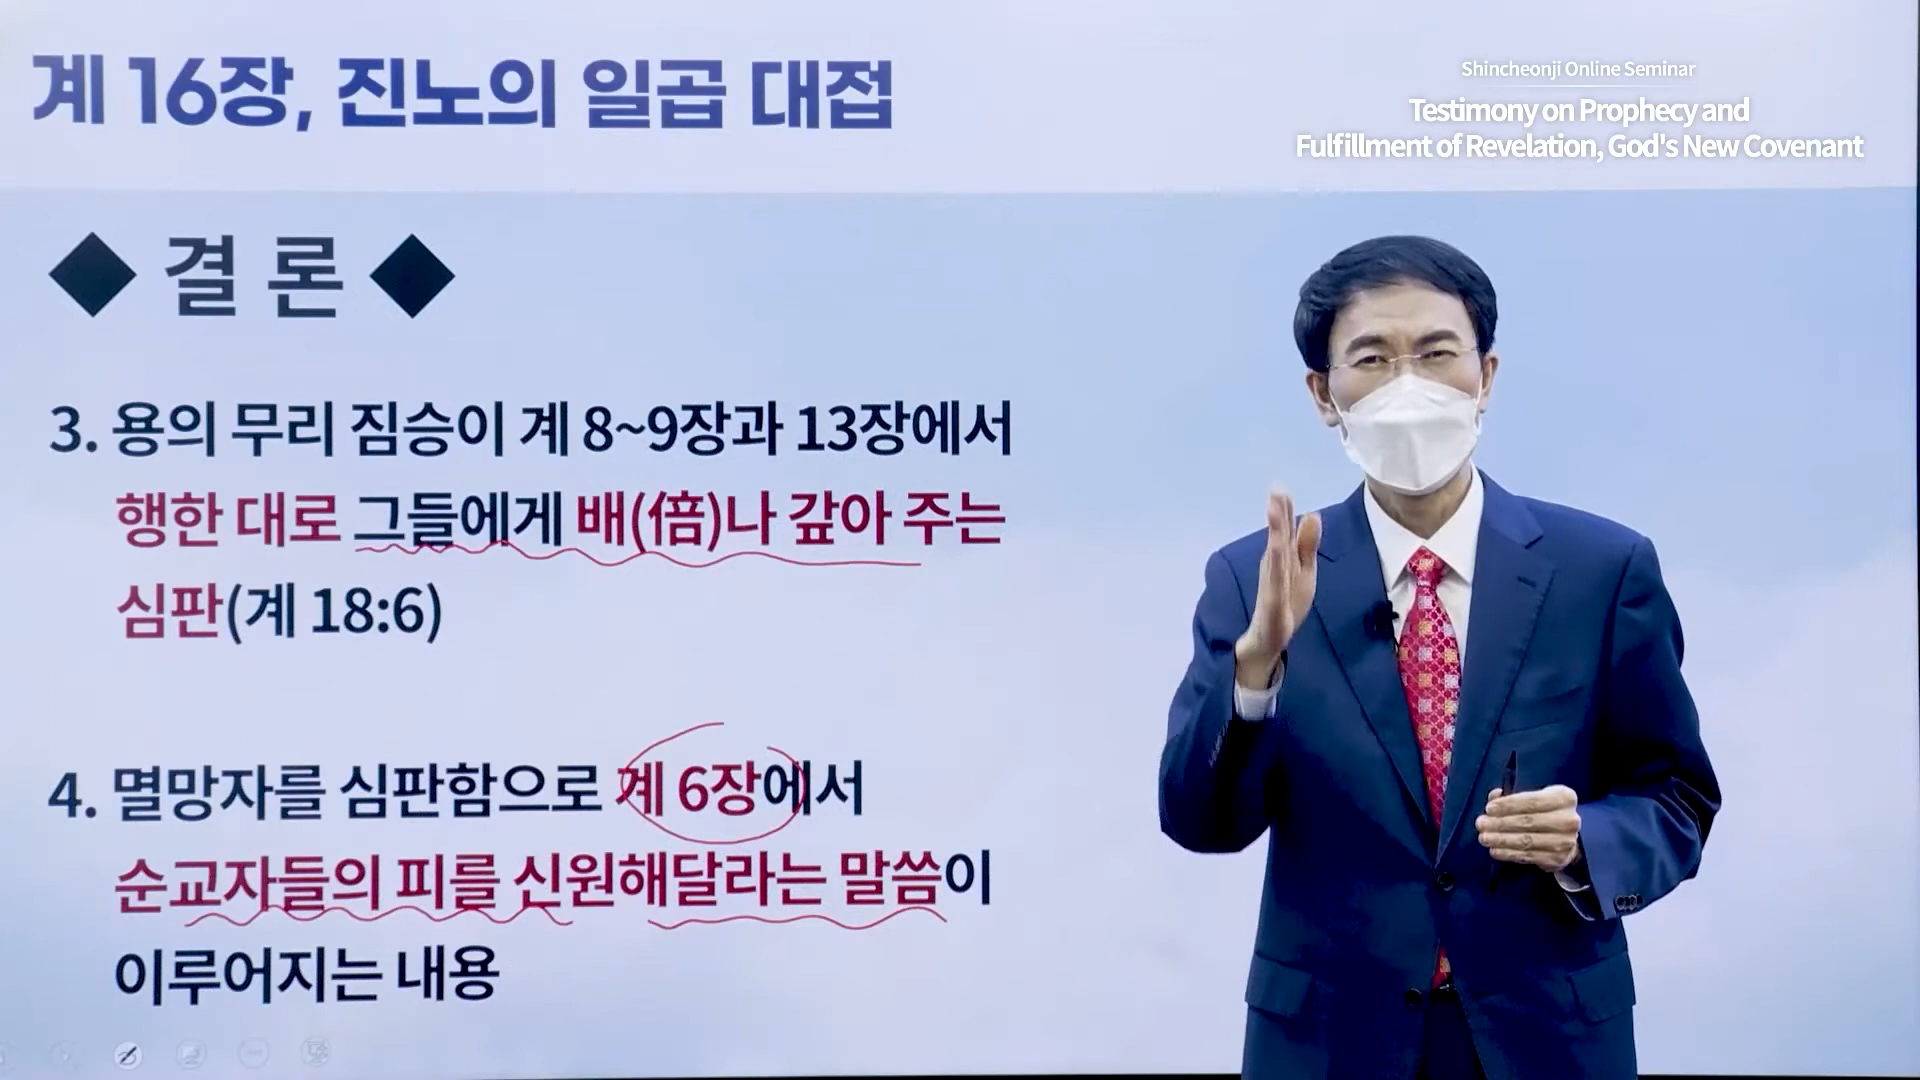 계 16장, 진노의 일곱 대접
Shincheonji Online Seminar
Testimony on Prophecy and
Fulfillment of Revelation, God's New Covenant
◆ 결 론 ◆
3. 용의 무리 짐승이 계 8~9장과 13장에서
행한 대로 그들에게 배(倍)나 갚아 주는
심판(계 18:6)
4. 멸망자를 심판함으로 계 6장에서
순교자들의 피를 신원해달라는 말씀이
이루어지는 내용